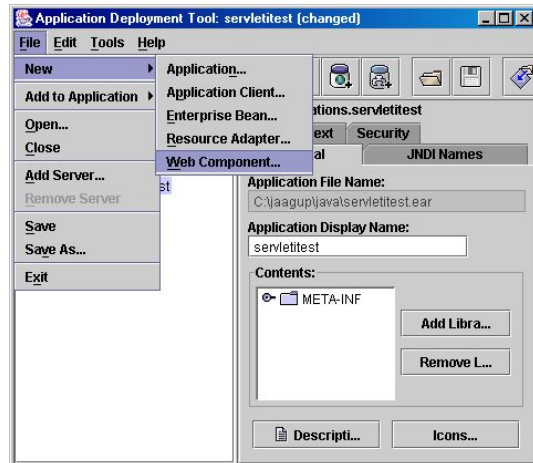 Application Deployment Tool: servletitest (changed)
File Edit Tools Help
New
Add to Application
Open...
Close
Add Server...
Remove Server
Save
Save As...
Exit
Application...
Application Client...
Enterprise Bean...
Resource Adapter...
Web Component...
ations.servletitest
ext Security
al JNDI Names
st
Application File Name:
C:\jaagup\java\servletitest.ear
Application Display Name:
servletitest
Contents:
META-INF
Add Libra...
Remove L...
Descripti... Icons...